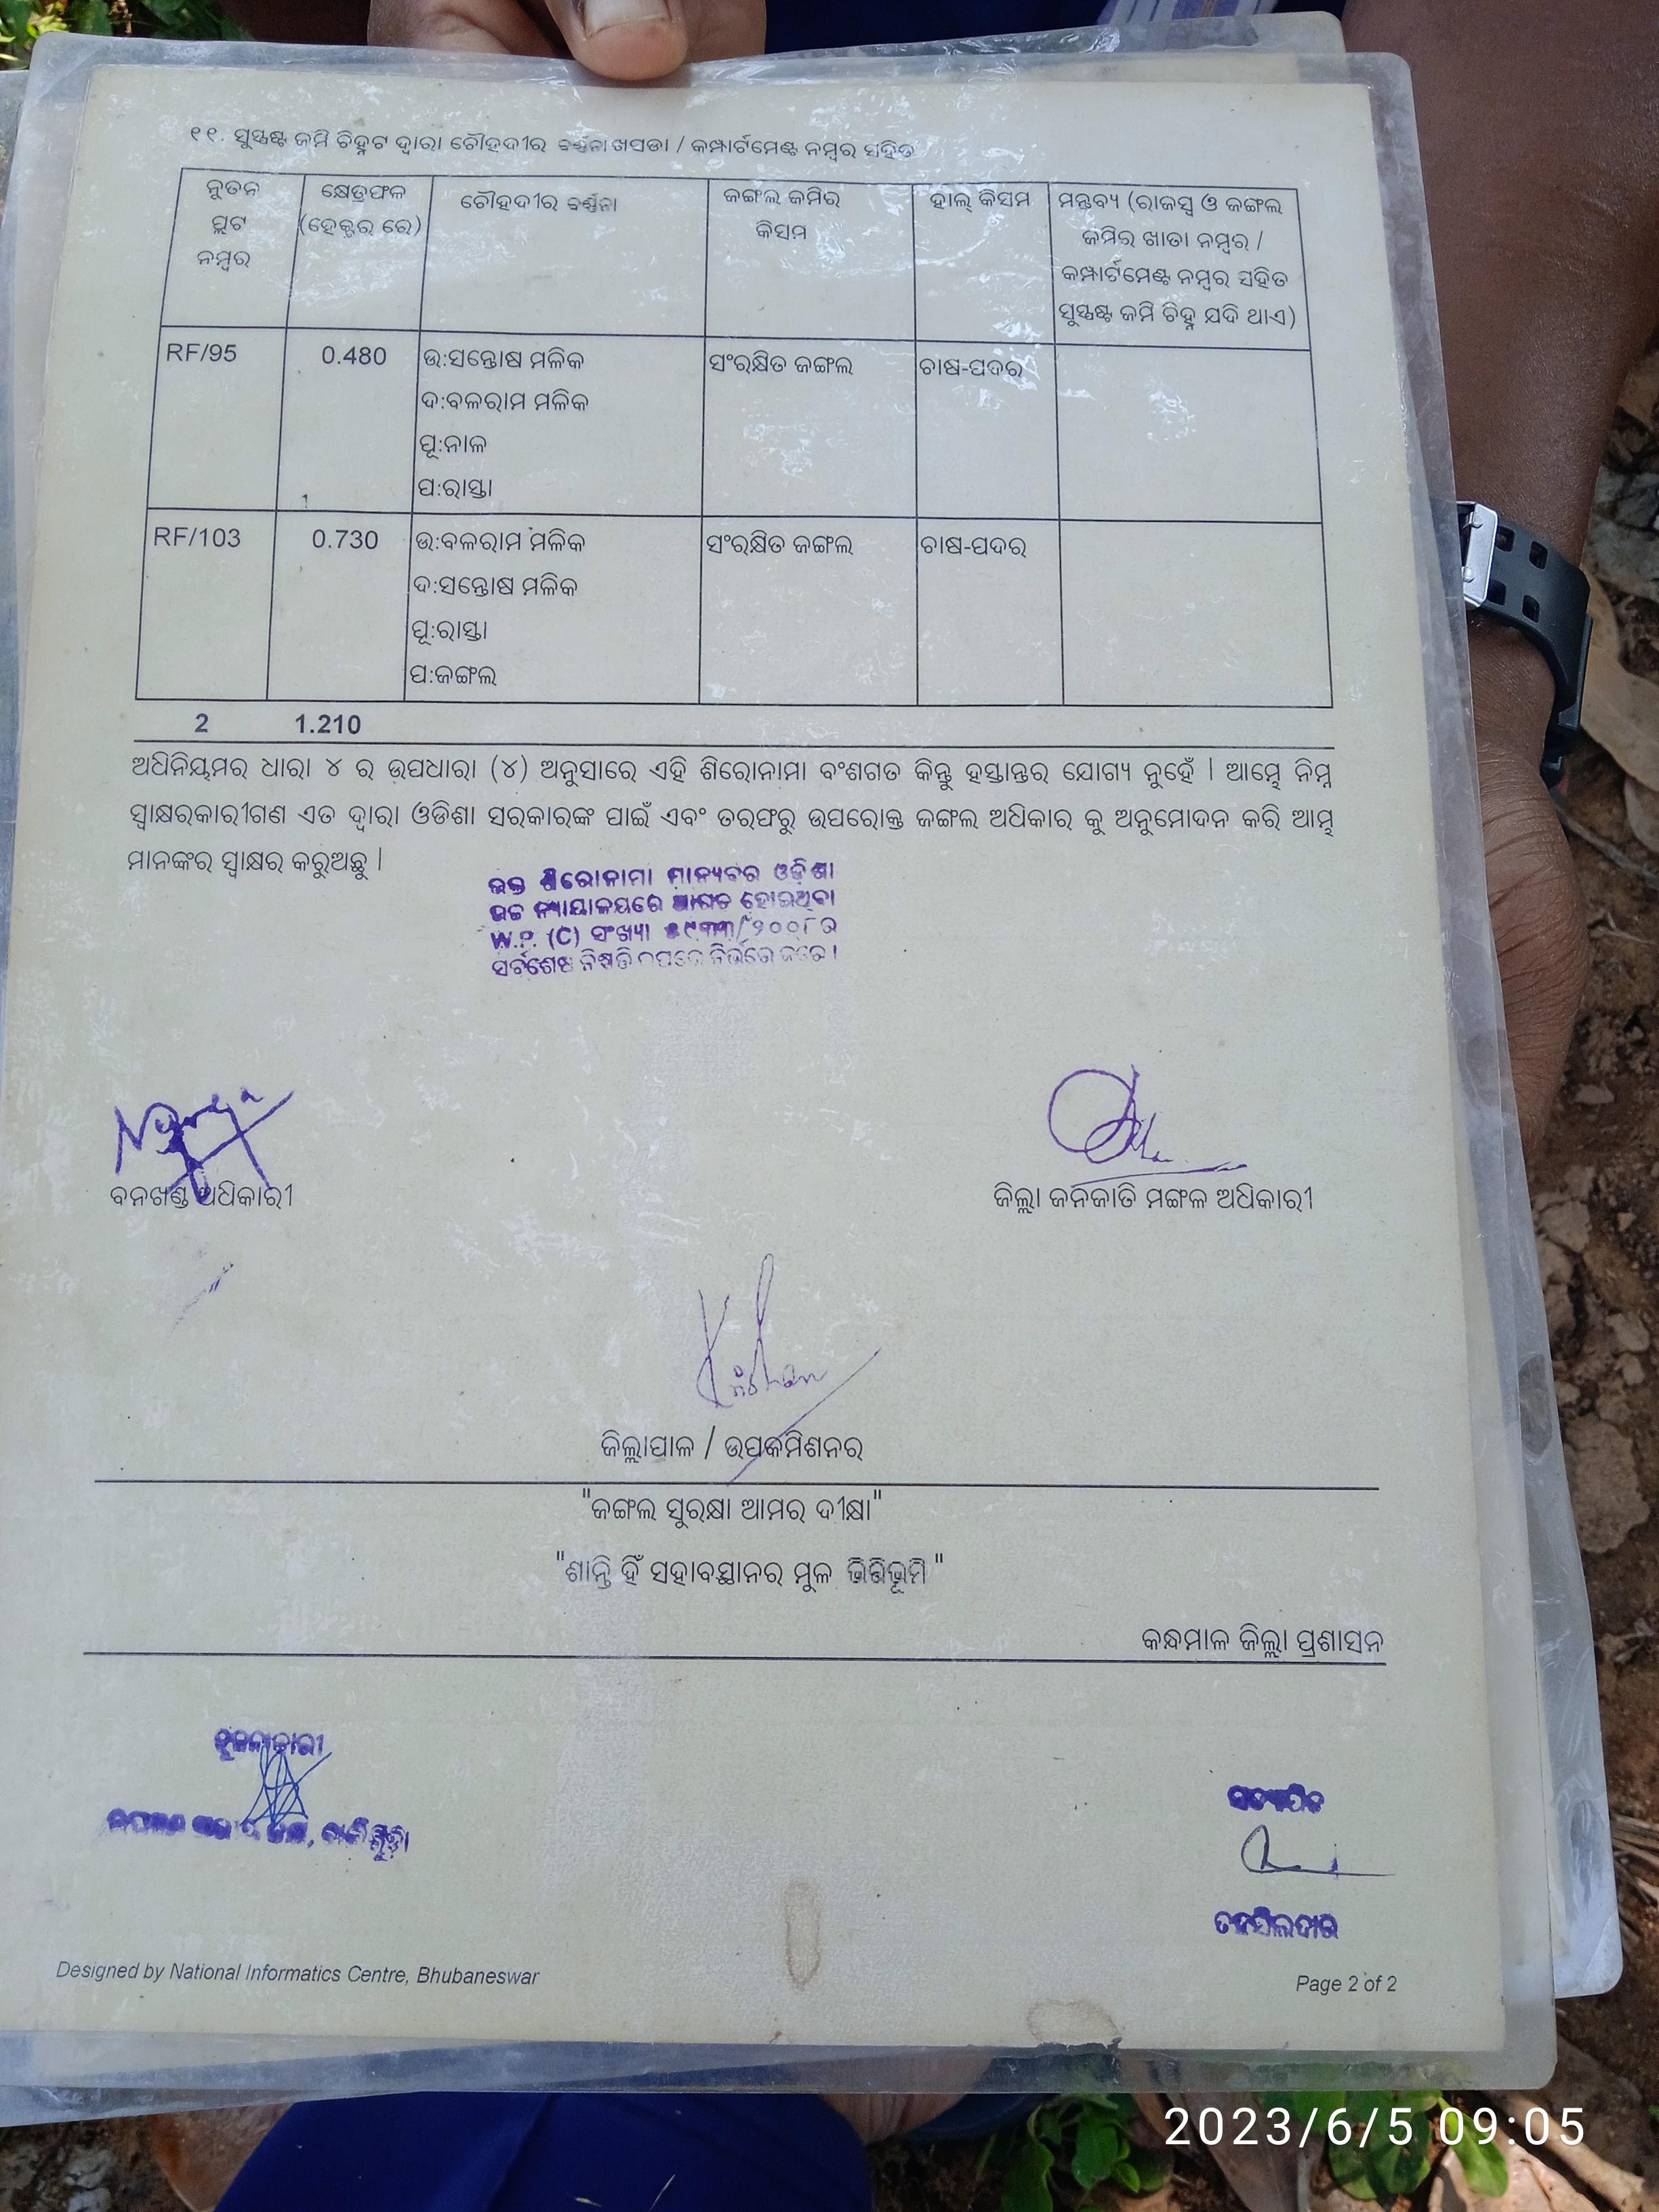 ୧୧. ସୁସ୍ପଷ୍ଟ ଜମି ଚିହ୍ନଟ ଦ୍ୱାରା ଚୌହଦୀର ବର୍ଣ୍ଣନା ଖସଡା / କମ୍ପାର୍ଟମେଣ୍ଟ ନମ୍ବର ସହିତ
ନୁତନ ପ୍ଲଟ ନମ୍ବର
କ୍ଷେତ୍ରଫଳ (ହେକ୍ଟର ରେ)
ଚୌହଦୀର ବର୍ଣ୍ଣନା
ଜଙ୍ଗଲ ଜମିର କିସମ
ହାଲ୍ କିସମ
ମନ୍ତବ୍ୟ (ରାଜସ୍ୱ ଓ ଜଙ୍ଗଲ
ଜମିର ଖାତା ନମ୍ବର /
କମ୍ପାର୍ଟମେଣ୍ଟ ନମ୍ବର ସହିତ
ସୁସ୍ପଷ୍ଟ ଜମି ଚିହ୍ନ ଯଦି ଥାଏ)
RF/95 0.480 ଉ:ସନ୍ତୋଷ ମଳିକ ସଂରକ୍ଷିତ ଜଙ୍ଗଲ ଚାଷ-ପଦର
ଦ:ବଳରାମ ମଳିକ
ପୂ:ନାଳ
ପ:ରାସ୍ତା
RF/103 0.730 ଉ:ବଳରାମ ମଳିକ ସଂରକ୍ଷିତ ଜଙ୍ଗଲ ଚାଷ-ପଦର
ଦ:ସନ୍ତୋଷ ମଳିକ
ପୂ:ରାସ୍ତା
ପ:ଜଙ୍ଗଲ
2 1.210
ଅଧିନିୟମର ଧାରା ୪ ର ଉପଧାରା (୪) ଅନୁସାରେ ଏହି ଶିରୋନାମା ବଂଶଗତ କିନ୍ତୁ ହସ୍ତାନ୍ତର ଯୋଗ୍ୟ ନୁହେଁ | ଆମ୍ଭେ ନିମ୍ନ
ସ୍ୱାକ୍ଷରକାରୀଗଣ ଏତ ଦ୍ୱାରା ଓଡିଶା ସରକାରଙ୍କ ପାଇଁ ଏବଂ ତରଫରୁ ଉପରୋକ୍ତ ଜଙ୍ଗଲ ଅଧିକାର କୁ ଅନୁମୋଦନ କରି ଆମ୍ଭ
ମାନଙ୍କର ସ୍ୱାକ୍ଷର କରୁଅଛୁ |
ଉକ୍ତ ଶିରୋନାମା ମାନ୍ୟବର ଓଡ଼ିଶା
ଉଚ୍ଚ ନ୍ୟାୟାଳୟରେ ଆଗତ ହୋଇଥିବା
W.P. (C) ସଂଖ୍ୟା /୨୦୦୮ ର
ସର୍ବଶେଷ ନିଷ୍ପତ୍ତି ଉପରେ
ବନଖଣ୍ଡ ଅଧିକାରୀ
ଜିଲ୍ଲା ଜନଜାତି ମଙ୍ଗଳ ଅଧିକାରୀ
ଜିଲ୍ଲାପାଳ / ଉପକମିଶନର
"ଜଙ୍ଗଲ ସୁରକ୍ଷା ଆମର ଦୀକ୍ଷା"
"ଶାନ୍ତି ହିଁ ସହାବସ୍ଥାନର ମୁଳ ଭିତ୍ତିଭୂମି"
କନ୍ଧମାଳ ଜିଲ୍ଲା ପ୍ରଶାସନ
ସତ୍ୟାପିତ
ତହସିଲଦାର
Designed by National Informatics Centre, Bhubaneswar
Page 2 of 2
2023/6/5 09:05